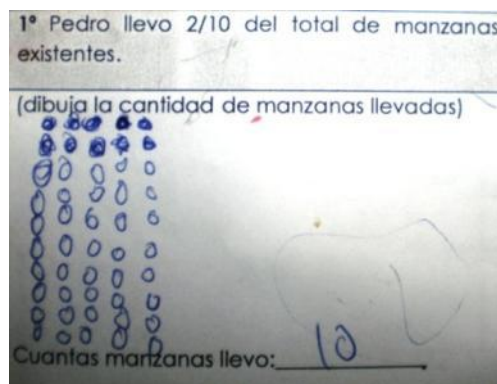 1º Pedro llevo 2/10 del total de manzanas
existentes.
(dibuja la cantidad de manzanas llevadas)
Cuantas manzanas llevo: 10